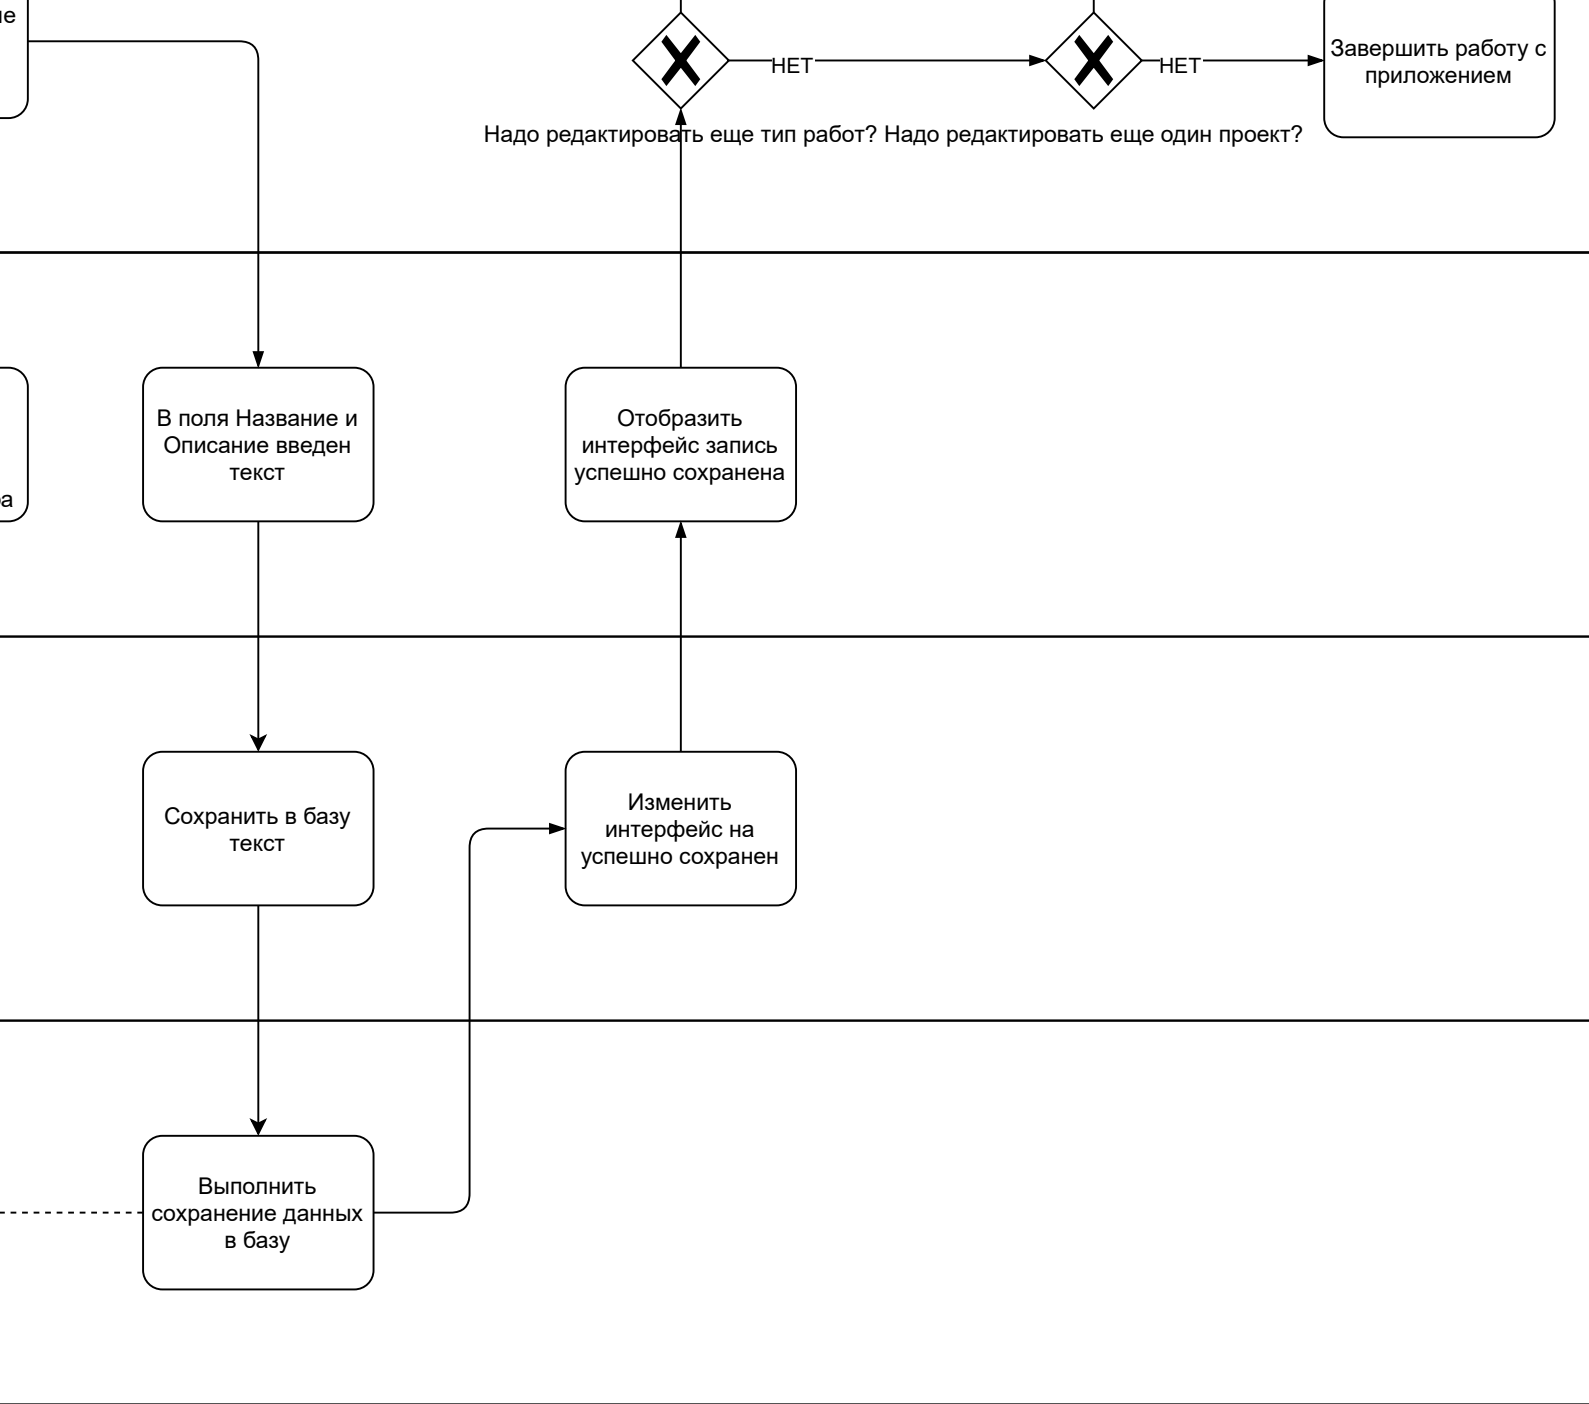 Завершить работу с
приложением
НЕТ
НЕТ
Надо редактировать еще тип работ?
Надо редактировать еще один проект?
В поля Название и
Описание введен
текст
Отобразить
интерфейс запись
успешно сохранена
Сохранить в базу
текст
Изменить
интерфейс на
успешно сохранен
Выполнить
сохранение данных
в базу